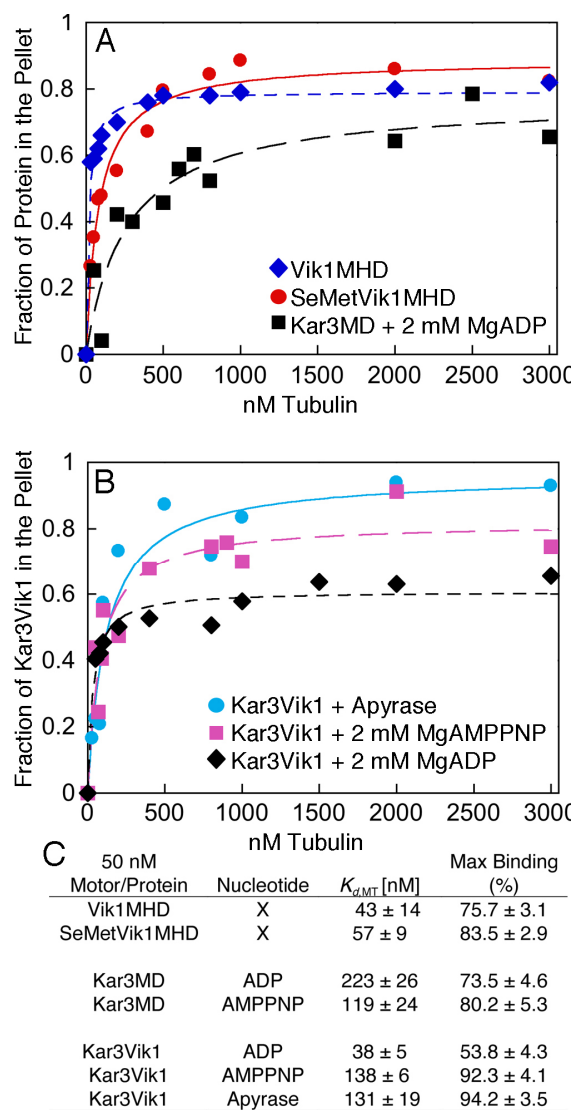 A
Fraction of Protein in the Pellet
1
0.8
0.6
0.4
0.2
0
Vik1MHD
SeMetVik1MHD
Kar3MD + 2 mM MgADP
0 500 1000 1500 2000 2500 3000
nM Tubulin
B
Fraction of Kar3Vik1 in the Pellet
1
0.8
0.6
0.4
0.2
0
Kar3Vik1 + Apyrase
Kar3Vik1 + 2 mM MgAMPPNP
Kar3Vik1 + 2 mM MgADP
0 500 1000 1500 2000 2500 3000
nM Tubulin
C
50 nM Max Binding
Motor/Protein Nucleotide Kd,MT [nM] (%)
Vik1MHD X 43 ± 14 75.7 ± 3.1
SeMetVik1MHD X 57 ± 9 83.5 ± 2.9
Kar3MD ADP 223 ± 26 73.5 ± 4.6
Kar3MD AMPPNP 119 ± 24 80.2 ± 5.3
Kar3Vik1 ADP 38 ± 5 53.8 ± 4.3
Kar3Vik1 AMPPNP 138 ± 6 92.3 ± 4.1
Kar3Vik1 Apyrase 131 ± 19 94.2 ± 3.5